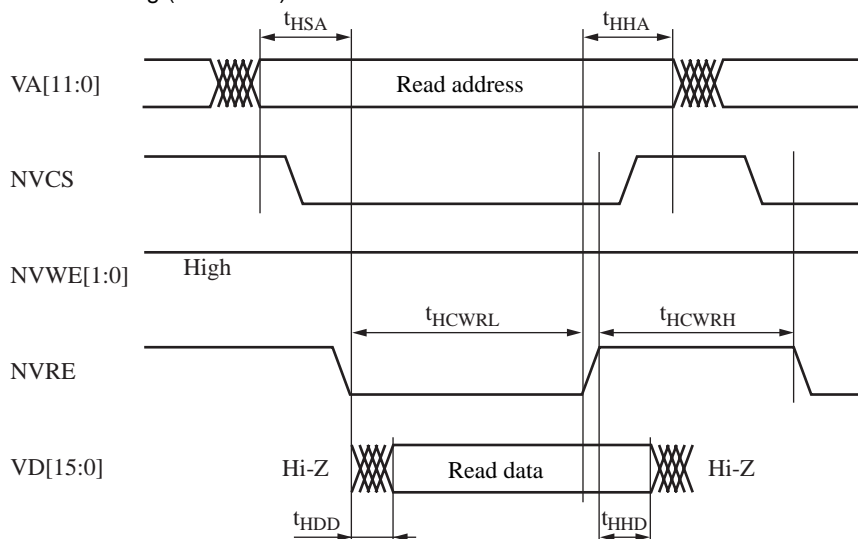 tHSA tHHA
VA[11:0] Read address
NVCS
NVWE[1:0] High
tHCWRL tHCWRH
NVRE
VD[15:0] Hi-Z Read data Hi-Z
tHDD tHHD